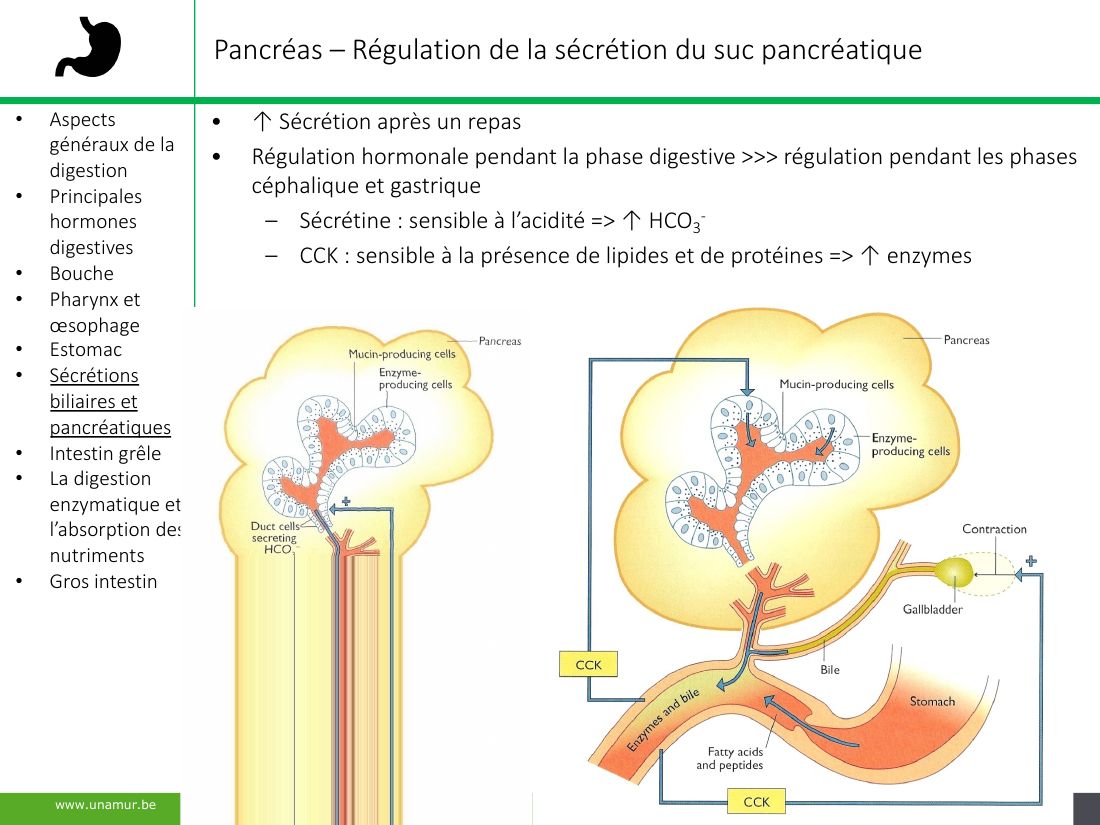 Pancréas – Régulation de la sécrétion du suc pancréatique
• Aspects
généraux de la
digestion
• Principales
hormones
digestives
• Bouche
• Pharynx et
œsophage
• Estomac
• Sécrétions
biliaires et
pancréatiques
• Intestin grêle
• La digestion
enzymatique et
l’absorption des
nutriments
• Gros intestin
• ↑ Sécrétion après un repas
• Régulation hormonale pendant la phase digestive >>> régulation pendant les phases
céphalique et gastrique
– Sécrétine : sensible à l’acidité => ↑ HCO₃⁻
– CCK : sensible à la présence de lipides et de protéines => ↑ enzymes
Pancreas
Mucin-producing cells
Enzyme-
producing cells
+
Duct cells
secreting
HCO₃⁻
Pancreas
Mucin-producing cells
Enzyme-
producing cells
Contraction
+
Gallbladder
CCK
Bile
Enzymes and bile
Stomach
Fatty acids
and peptides
CCK
www.unamur.be